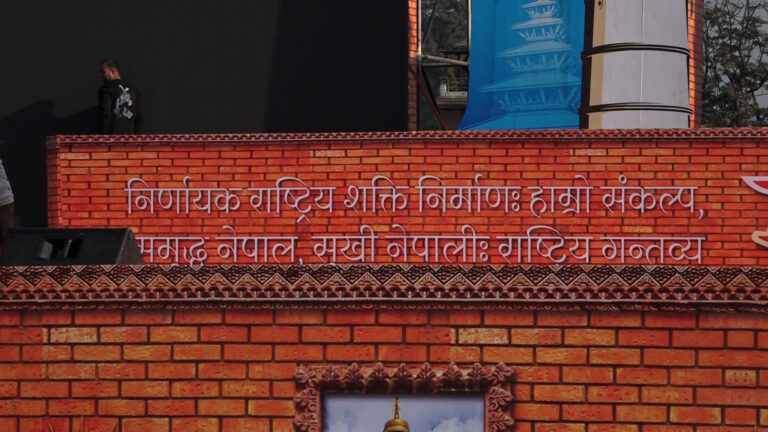 निर्णायक राष्ट्रिय शक्ति निर्माणः हाम्रो संकल्प,
समृद्ध नेपाल, सुखी नेपालीः राष्ट्रिय गन्तव्य